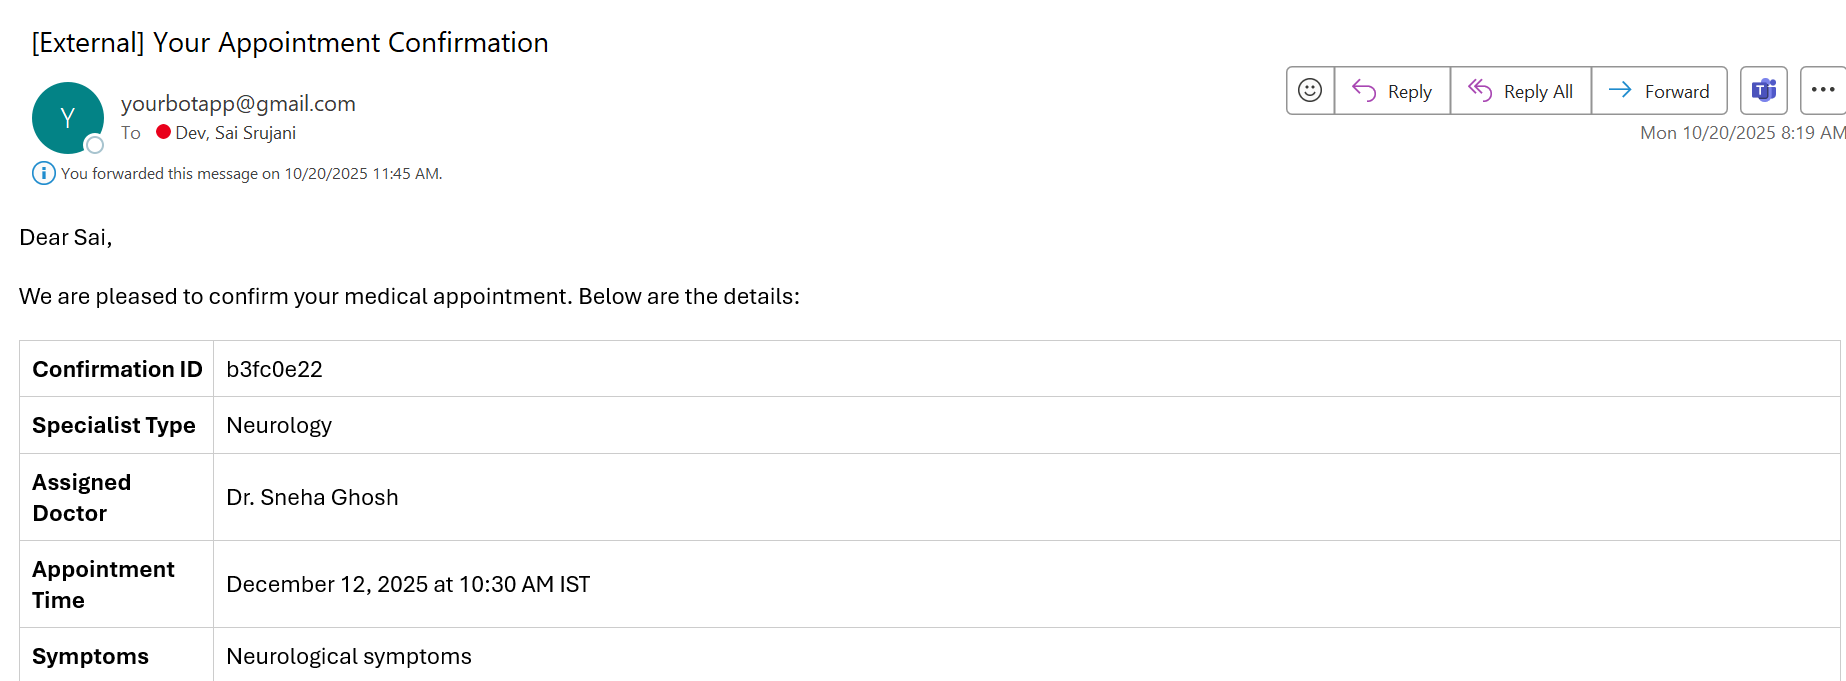 [External] Your Appointment Confirmation
Y
yourbotapp@gmail.com
To Dev, Sai Srujani
Reply Reply All Forward
Mon 10/20/2025 8:19 AM
You forwarded this message on 10/20/2025 11:45 AM.
Dear Sai,
We are pleased to confirm your medical appointment. Below are the details:
Confirmation ID b3fc0e22
Specialist Type Neurology
Assigned
Doctor Dr. Sneha Ghosh
Appointment
Time December 12, 2025 at 10:30 AM IST
Symptoms Neurological symptoms